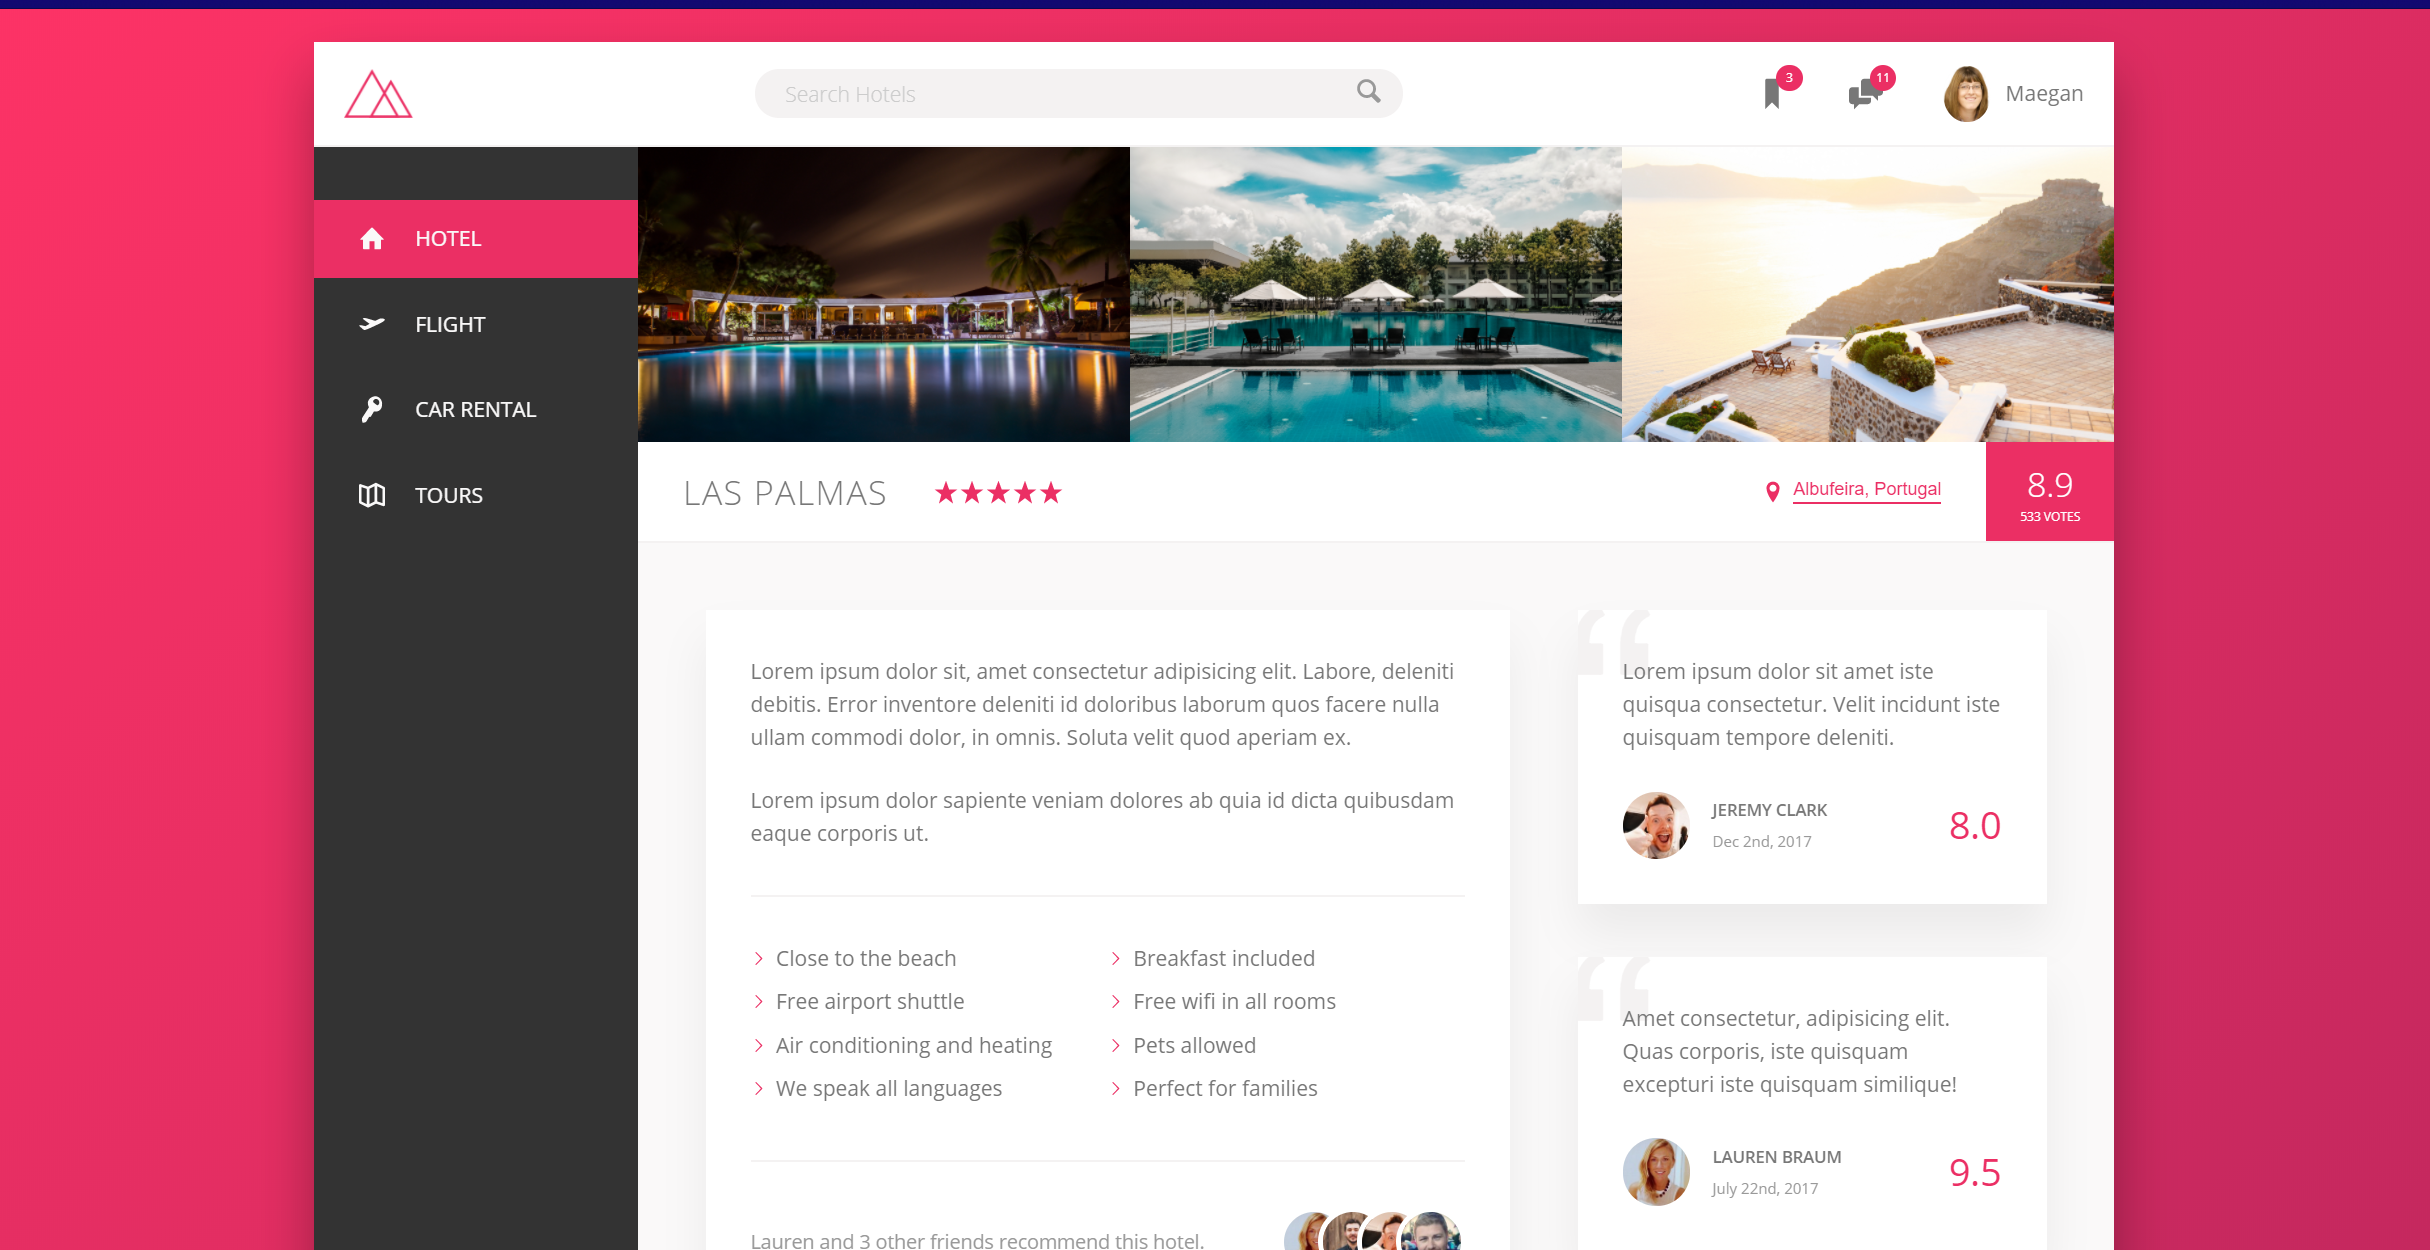 Search Hotels
3
11
Maegan
HOTEL
FLIGHT
CAR RENTAL
TOURS
LAS PALMAS
Albufeira, Portugal
8.9
533 VOTES
Lorem ipsum dolor sit, amet consectetur adipisicing elit. Labore, deleniti
debitis. Error inventore deleniti id doloribus laborum quos facere nulla
ullam commodi dolor, in omnis. Soluta velit quod aperiam ex.
Lorem ipsum dolor sapiente veniam dolores ab quia id dicta quibusdam
eaque corporis ut.
Close to the beach
Free airport shuttle
Air conditioning and heating
We speak all languages
Breakfast included
Free wifi in all rooms
Pets allowed
Perfect for families
Lauren and 3 other friends recommend this hotel.
“
Lorem ipsum dolor sit amet iste
quisqua consectetur. Velit incidunt iste
quisquam tempore deleniti.
JEREMY CLARK
Dec 2nd, 2017
8.0
“
Amet consectetur, adipisicing elit.
Quas corporis, iste quisquam
excepturi iste quisquam similique!
LAUREN BRAUM
July 22nd, 2017
9.5